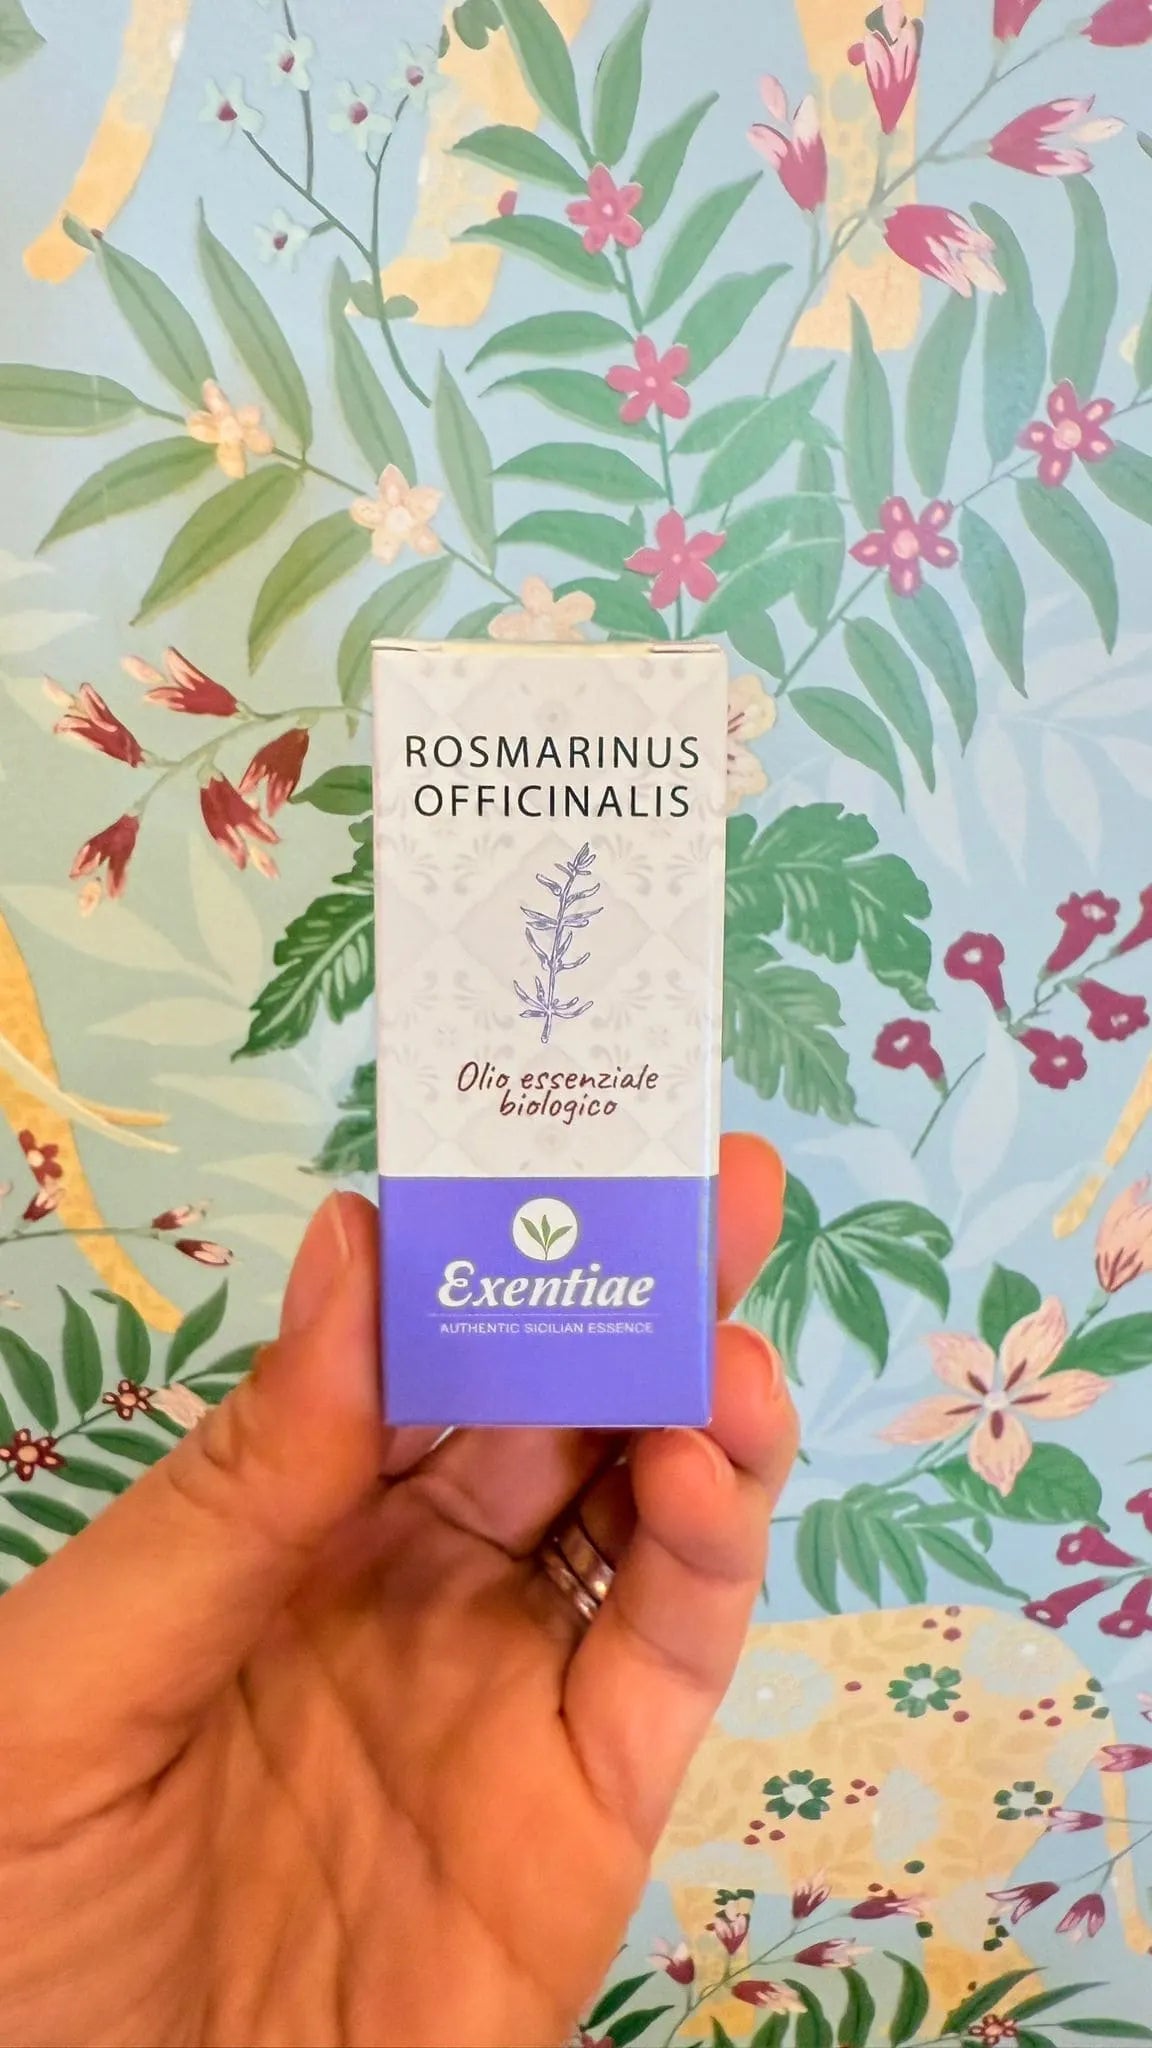 ROSMARINUS
OFFICINALIS
Olio essenziale
biologico
Exentiae
AUTHENTIC SICILIAN ESSENCE